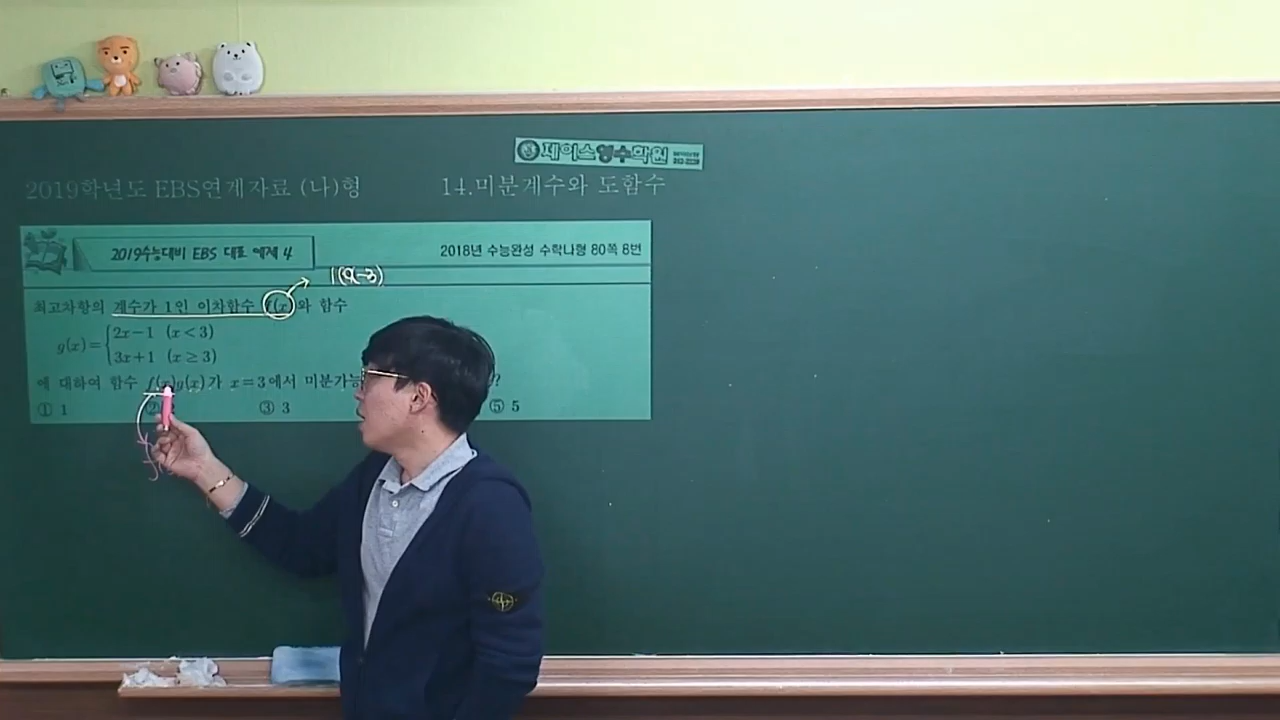 제이스영수학원
2019학년도 EBS연계자료 (나)형
14.미분계수와 도함수
2019수능대비 EBS 대표 예제 4
2018년 수능완성 수학나형 80쪽 8번
1(x-3)
최고차항의 계수가 1인 이차함수 f(x)와 함수
g(x)={2x-1 (x<3)
3x+1 (x≥3)
에 대하여 함수 f(x)g(x)가 x=3에서 미분가능 ?
① 1 ② ③ 3 ⑤ 5